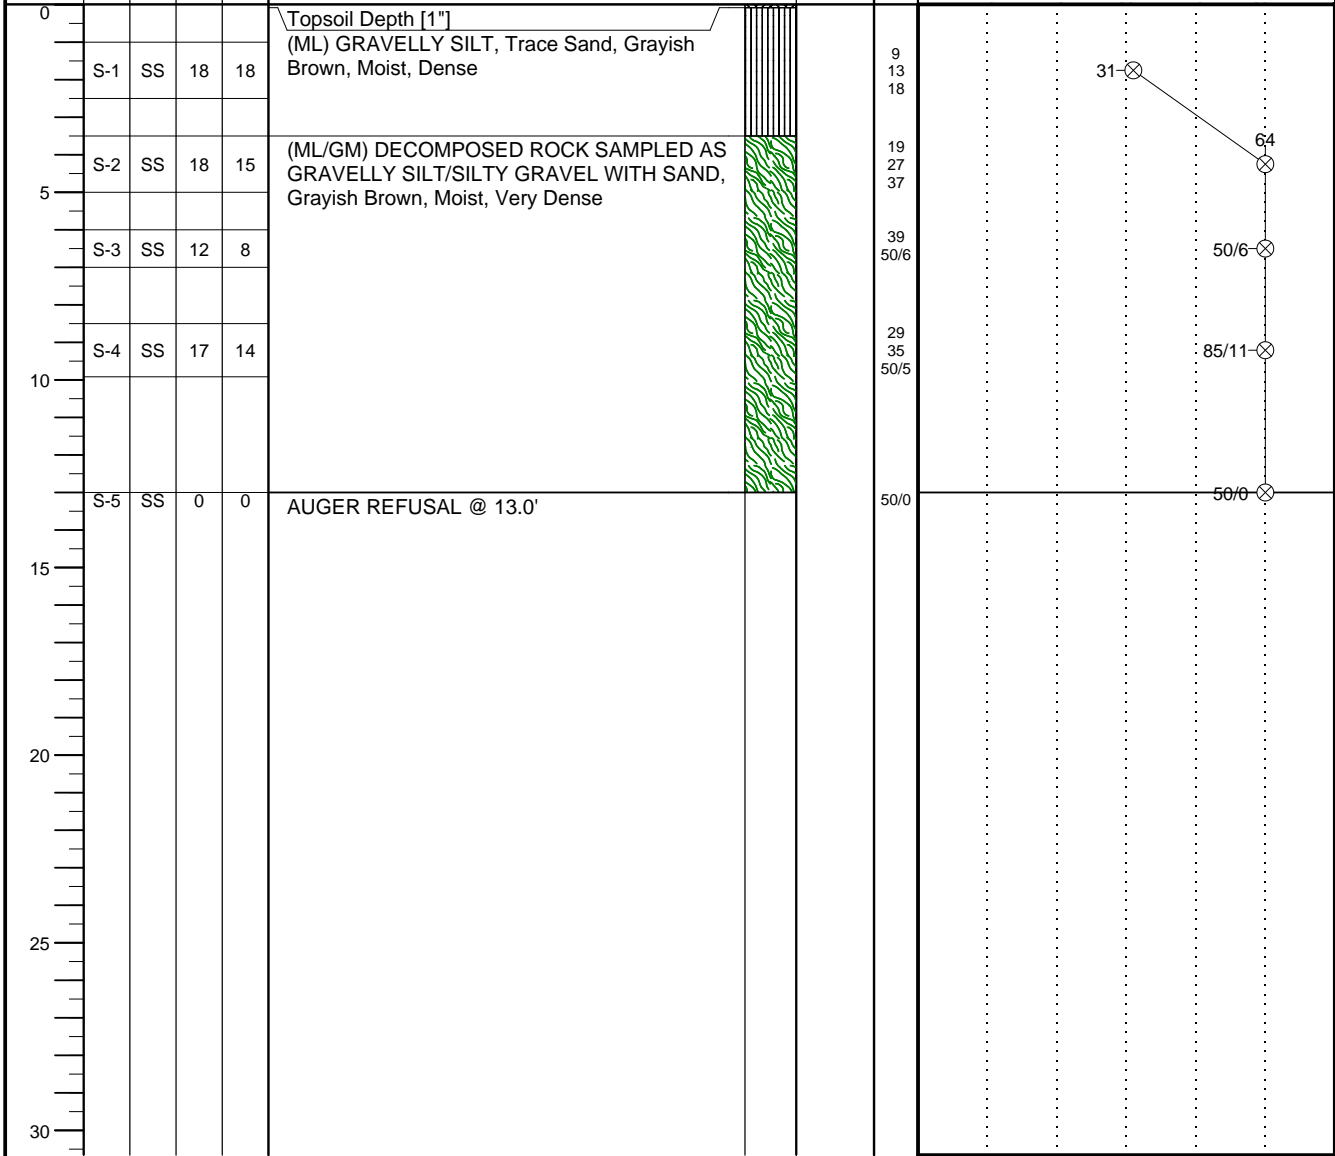 0
Topsoil Depth [1"]
(ML) GRAVELLY SILT, Trace Sand, Grayish
Brown, Moist, Dense
S-1 SS 18 18
9
13
18
31
S-2 SS 18 15
(ML/GM) DECOMPOSED ROCK SAMPLED AS
GRAVELLY SILT/SILTY GRAVEL WITH SAND,
Grayish Brown, Moist, Very Dense
19
27
37
64
5
S-3 SS 12 8
39
50/6
50/6
S-4 SS 17 14
29
35
50/5
85/11
10
S-5 SS 0 0
AUGER REFUSAL @ 13.0'
50/0
50/0
15
20
25
30